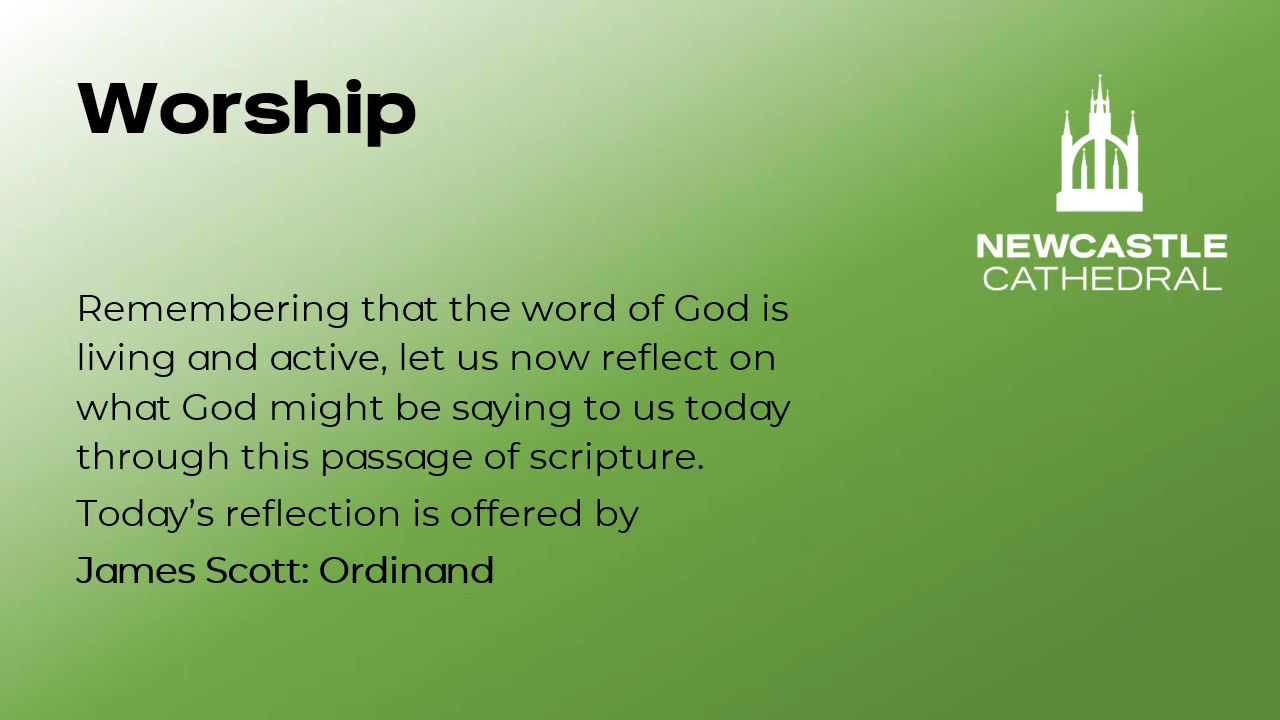 Worship
NEWCASTLE
CATHEDRAL
Remembering that the word of God is
living and active, let us now reflect on
what God might be saying to us today
through this passage of scripture.
Today’s reflection is offered by
James Scott: Ordinand